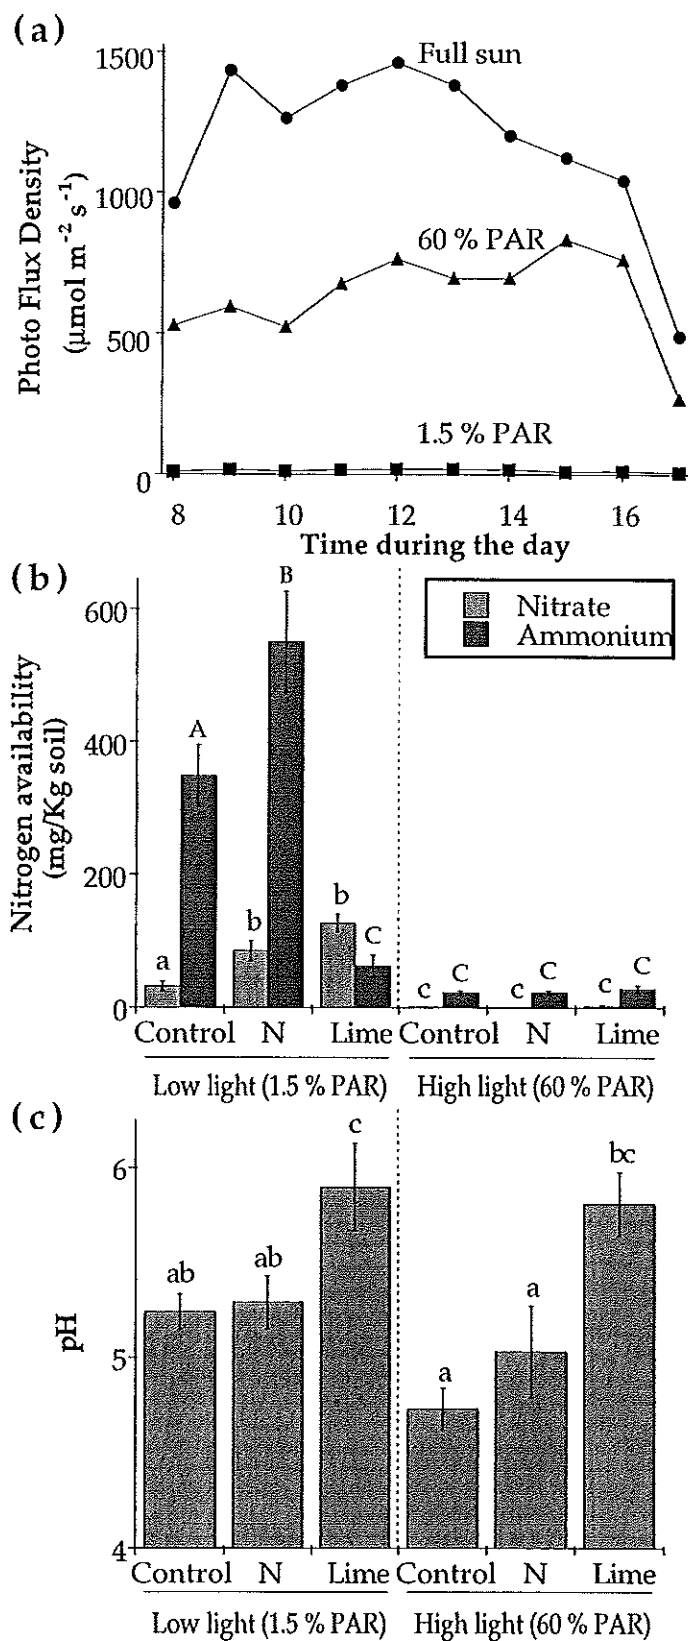 (a)
1500
1000
500
0
Photo Flux Density
(μmol m⁻² s⁻¹)
Full sun
60 % PAR
1.5 % PAR
8 10 12 14 16
Time during the day
(b)
600
400
200
0
Nitrogen availability
(mg/Kg soil)
Nitrate
Ammonium
a A b B b C c C c C c C
Control N Lime Control N Lime
Low light (1.5 % PAR) High light (60 % PAR)
(c)
6
5
4
pH
ab ab c a a bc
Control N Lime Control N Lime
Low light (1.5 % PAR) High light (60 % PAR)